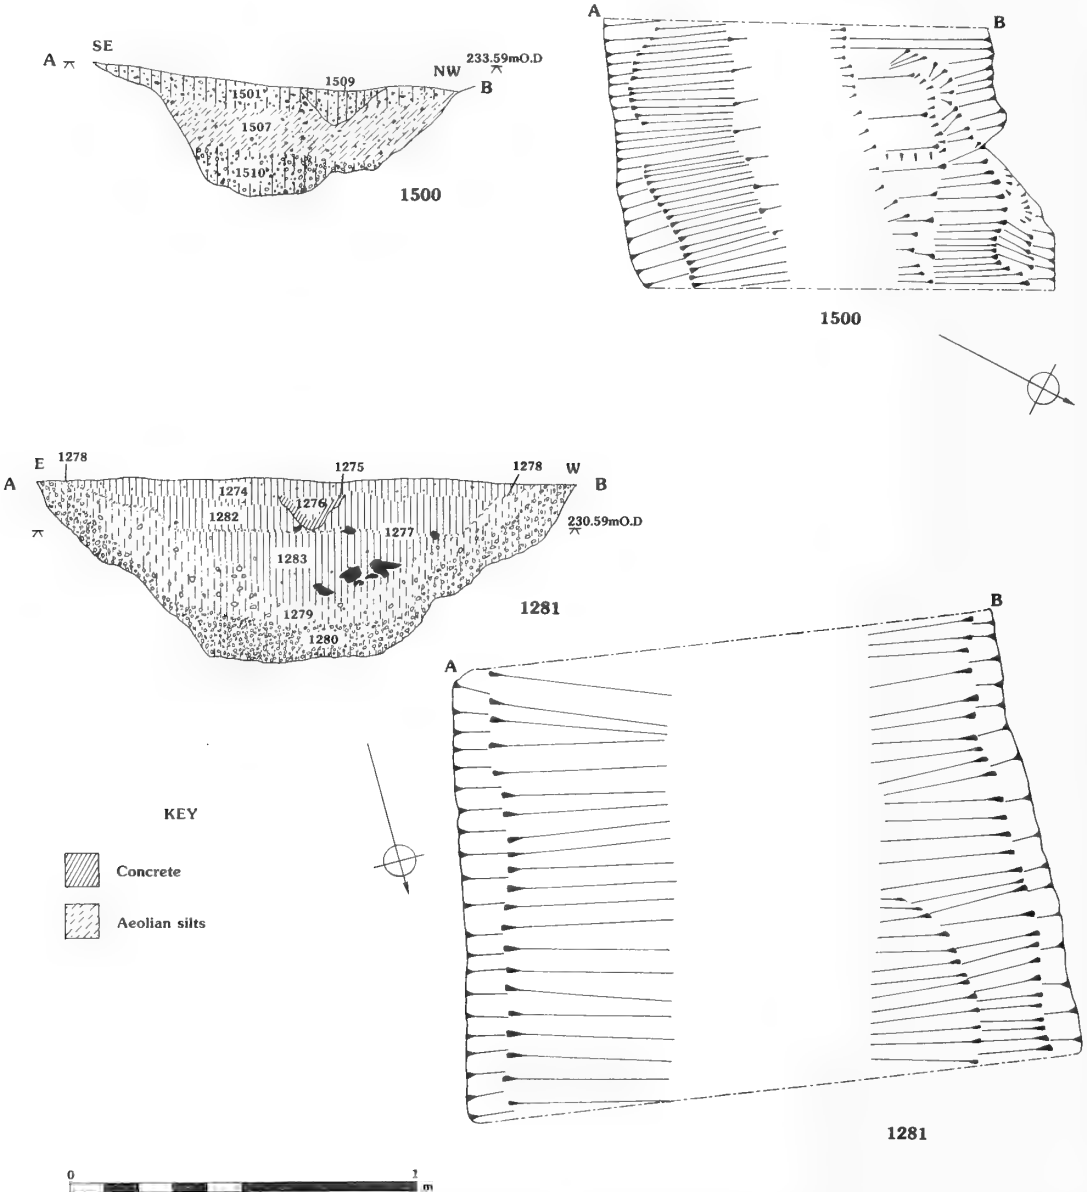 SE
A
1509
233.59mO.D
NW
B
1501
1507
1510
1500
A
B
1500
E
1278
A
1275
1278
W
B
1274
1276
1282
1277
230.59mO.D
1283
1279
1281
1280
A
B
KEY
Concrete
Aeolian silts
1281
0
1
m